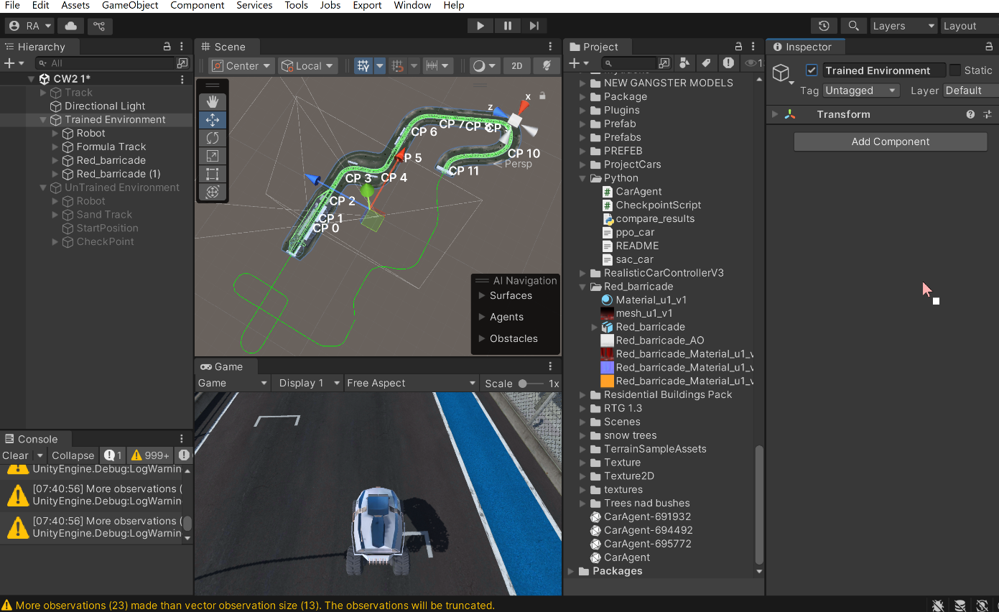 File Edit Assets GameObject Component Services Tools Jobs Export Window Help
RA
Layers
Layout
Hierarchy
All
CW2 1*
Track
Directional Light
Trained Environment
Robot
Formula Track
Red_barricade
Red_barricade (1)
UnTrained Environment
Robot
Sand Track
StartPosition
CheckPoint
Scene
Center
Local
2D
x
z
CP 6
CP 7
CP 8
CP
CP 10
Persp
CP 11
P 5
CP 4
CP 3
CP 2
CP 1
CP 0
AI Navigation
Surfaces
Agents
Obstacles
Game
Game
Display 1
Free Aspect
Scale
1x
Console
Clear
Collapse
1
999+
UnityEngine.Debug:LogWarnin
[07:40:56] More observations (
UnityEngine.Debug:LogWarnin
[07:40:56] More observations (
UnityEngine.Debug:LogWarnin
Project
1
NEW GANGSTER MODELS
Package
Plugins
Prefab
Prefabs
PREFEB
ProjectCars
Python
CarAgent
CheckpointScript
compare_results
ppo_car
README
sac_car
RealisticCarControllerV3
Red_barricade
Material_u1_v1
mesh_u1_v1
Red_barricade
Red_barricade_AO
Red_barricade_Material_u1_v
Red_barricade_Material_u1_v
Red_barricade_Material_u1_v
Residential Buildings Pack
RTG 1.3
Scenes
snow trees
TerrainSampleAssets
Texture
Texture2D
textures
Trees nad bushes
CarAgent-691932
CarAgent-694492
CarAgent-695772
CarAgent
Packages
Inspector
Trained Environment
Static
Tag Untagged
Layer Default
Transform
Add Component
More observations (23) made than vector observation size (13). The observations will be truncated.